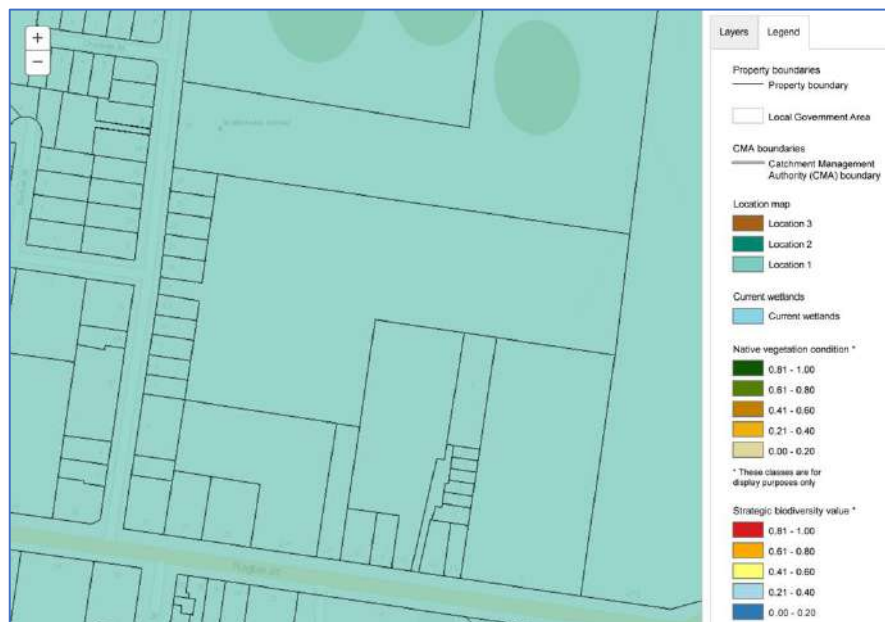 +
−
Layers
Legend
Property boundaries
Property boundary
Local Government Area
CMA boundaries
Catchment Management
Authority (CMA) boundary
Location map
Location 3
Location 2
Location 1
Current wetlands
Current wetlands
Native vegetation condition *
0.81 - 1.00
0.61 - 0.80
0.41 - 0.60
0.21 - 0.40
0.00 - 0.20
* These classes are for
display purposes only
Strategic biodiversity value *
0.81 - 1.00
0.61 - 0.80
0.41 - 0.60
0.21 - 0.40
0.00 - 0.20